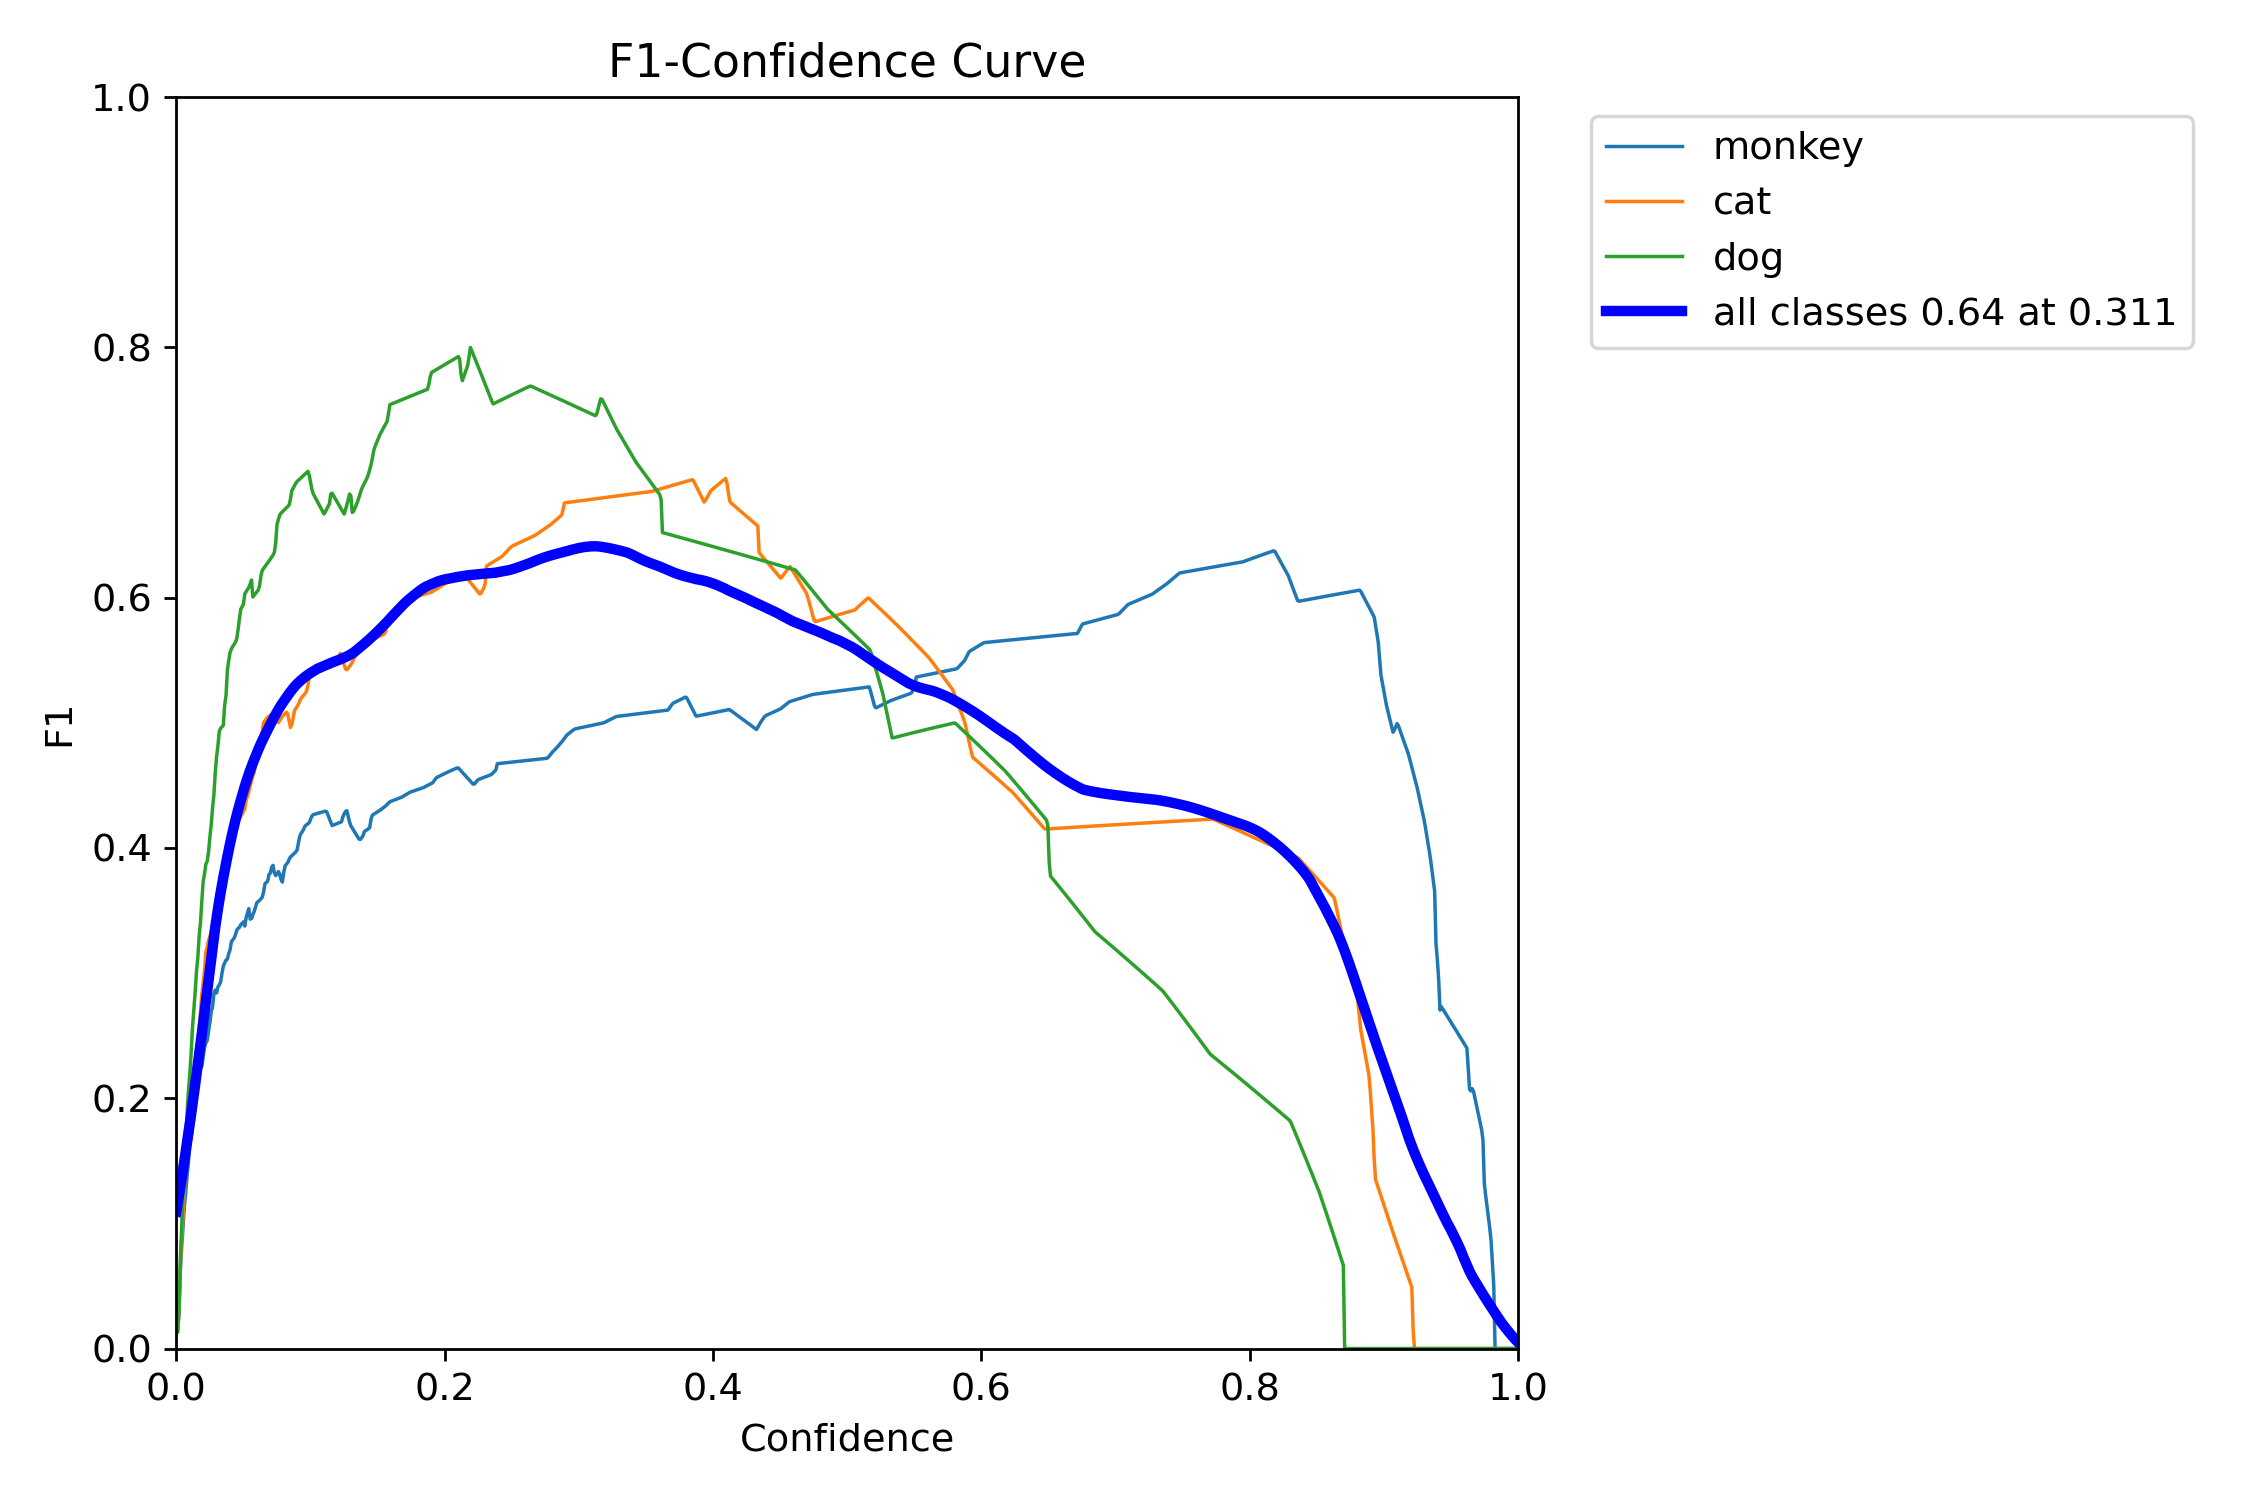 F1-Confidence Curve
1.0
0.8
0.6
0.4
0.2
0.0
F1
0.0 0.2 0.4 0.6 0.8 1.0
Confidence
monkey
cat
dog
all classes 0.64 at 0.311